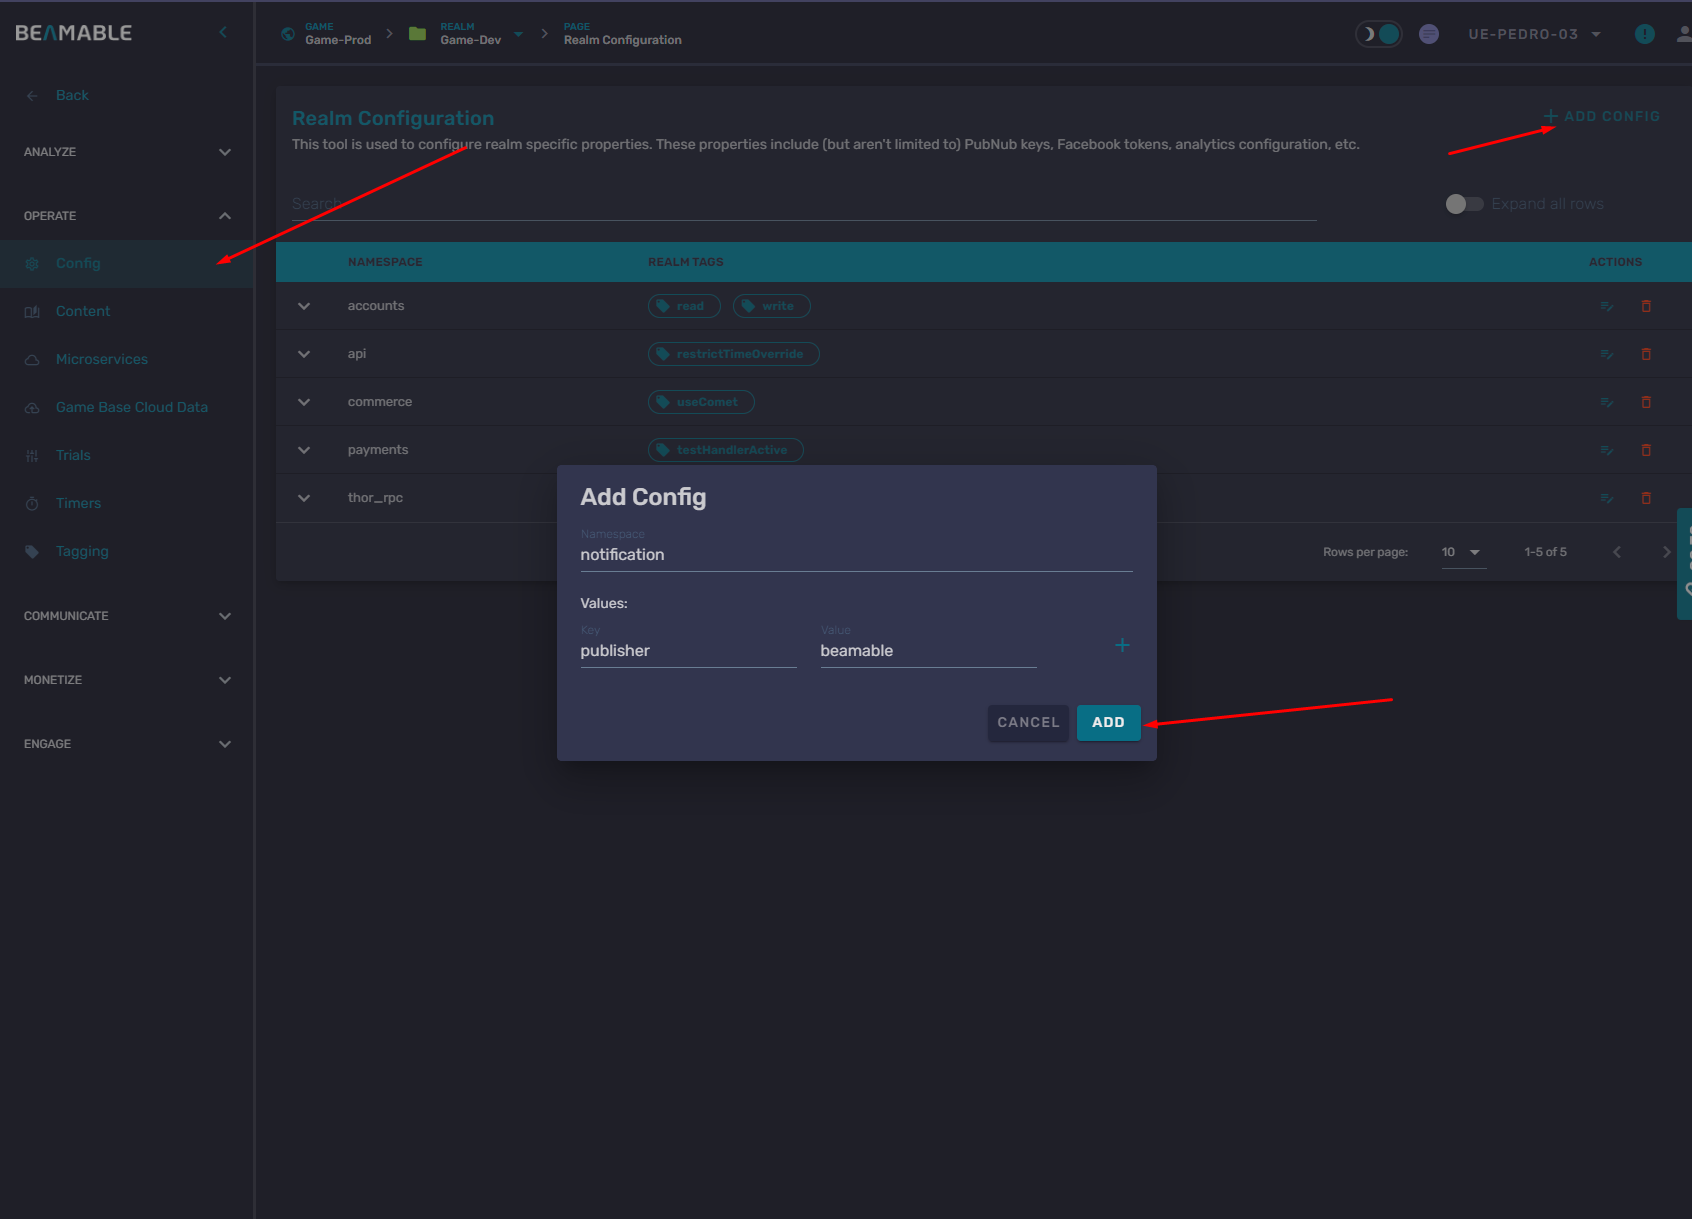 BEAMABLE
GAME
Game-Prod
REALM
Game-Dev
PAGE
Realm Configuration
UE-PEDRO-03
Back
ANALYZE
OPERATE
Config
Content
Microservices
Game Base Cloud Data
Trials
Timers
Tagging
COMMUNICATE
MONETIZE
ENGAGE
Realm Configuration
ADD CONFIG
This tool is used to configure realm specific properties. These properties include (but aren't limited to) PubNub keys, Facebook tokens, analytics configuration, etc.
Search
Expand all rows
NAMESPACE REALM TAGS ACTIONS
accounts read write
api restrictTimeOverride
commerce useComet
payments testHandlerActive
thor_rpc
Rows per page: 10 1-5 of 5
Add Config
Namespace
notification
Values:
Key Value
publisher beamable
CANCEL ADD